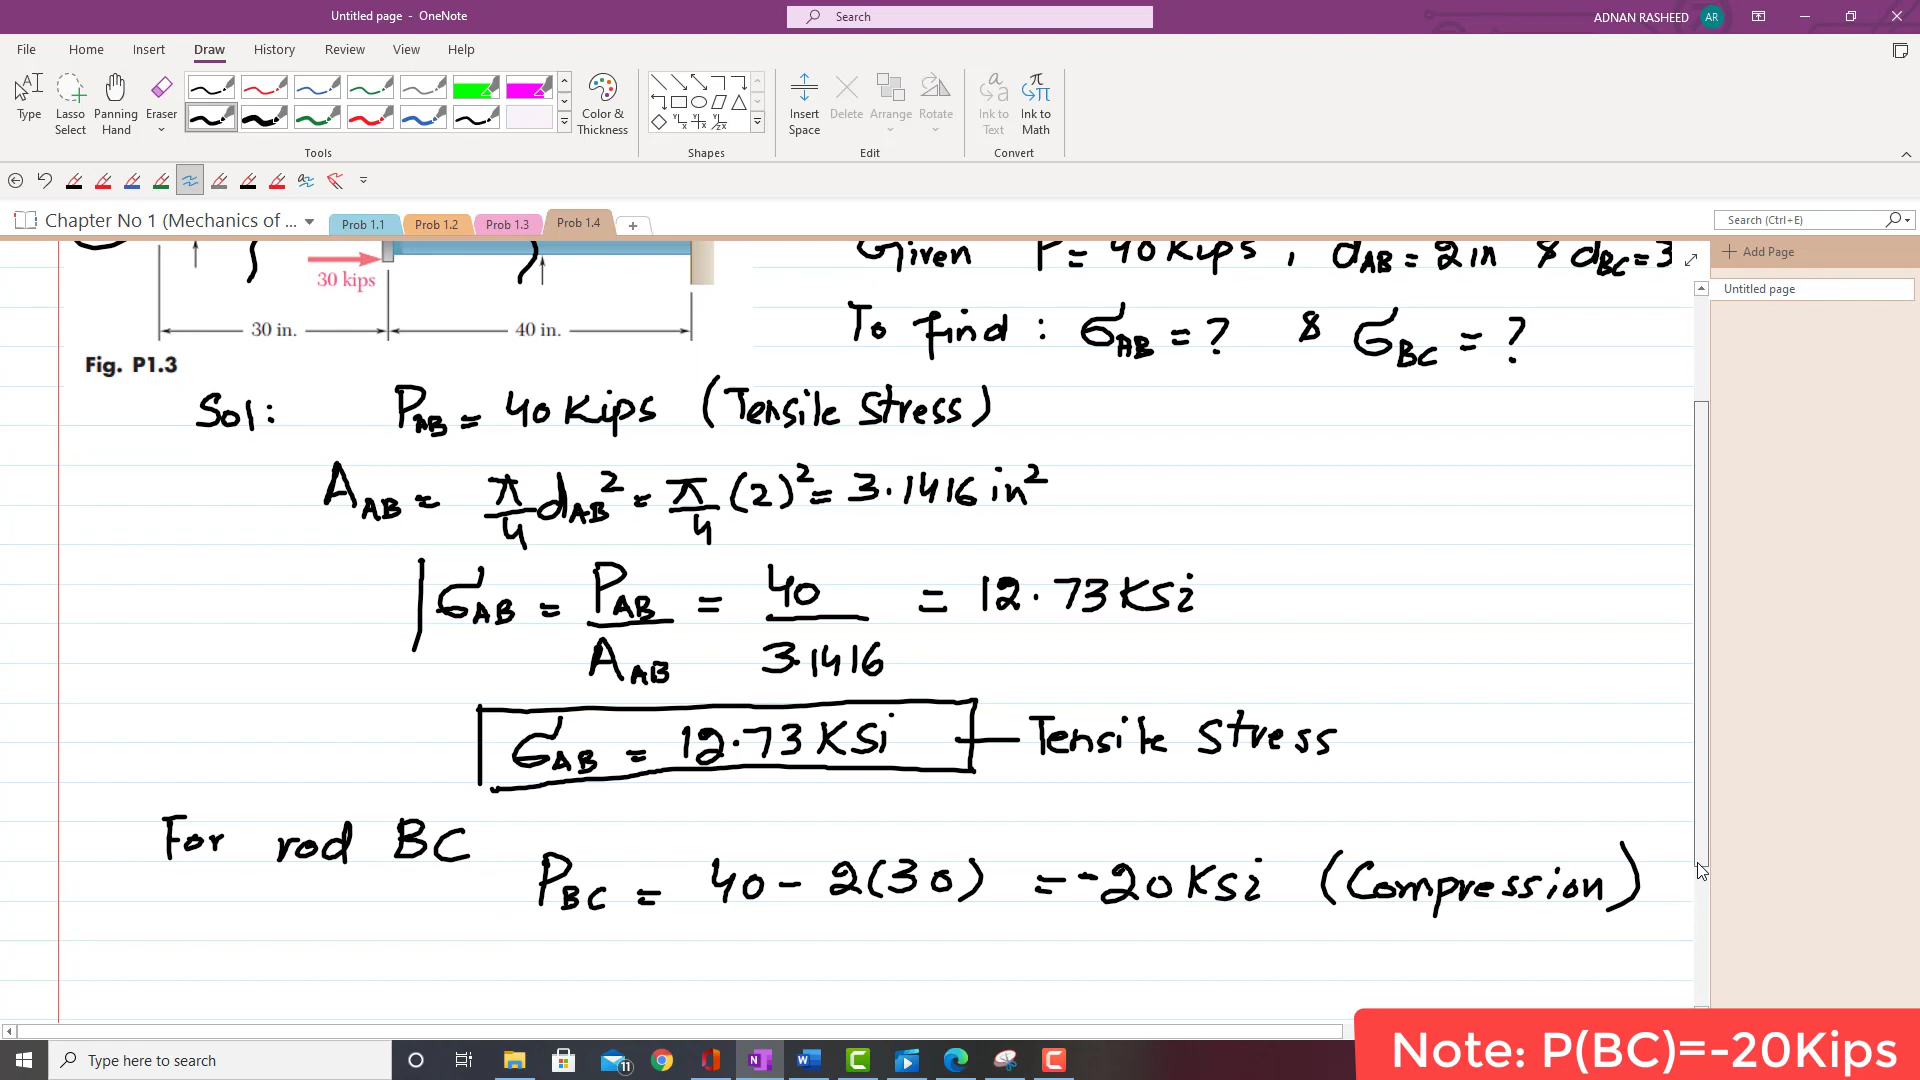 Untitled page - OneNote
Search
ADNAN RASHEED
AR
File Home Insert Draw History Review View Help
Type
Lasso Select
Panning Hand
Eraser
Color & Thickness
Insert Space
Delete
Arrange
Rotate
Ink to Text
Ink to Math
Tools Shapes Edit Convert
Chapter No 1 (Mechanics of ...
Prob 1.1
Prob 1.2
Prob 1.3
Prob 1.4
Search (Ctrl+E)
Add Page
Untitled page
Given P = 40 Kips , dAB = 2 in & dBC = 3
30 kips
30 in. 40 in.
To find : σAB = ? & σBC = ?
Fig. P1.3
Sol: PAB = 40 Kips (Tensile Stress)
AAB = π/4 dAB² = π/4 (2)² = 3.1416 in²
σAB = PAB/AAB = 40/3.1416 = 12.73 KSi
σAB = 12.73 KSi — Tensile Stress
For rod BC
PBC = 40 - 2(30) = -20 KSi (Compression)
Note: P(BC)=-20Kips
Type here to search
11